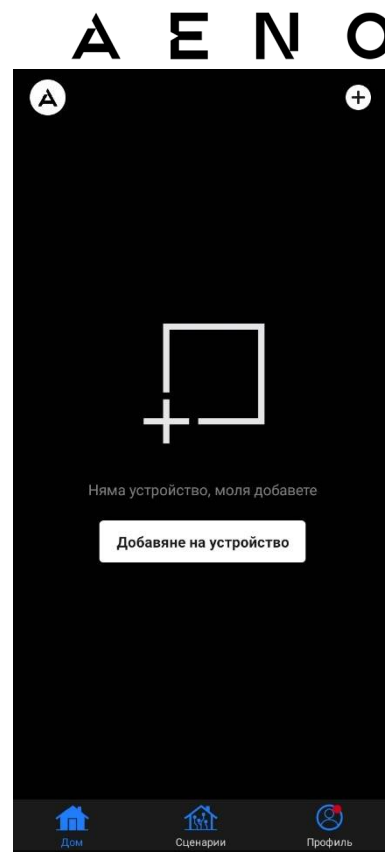 AENO
Няма устройство, моля добавете
Добавяне на устройство
Дом
Сценарии
Профиль